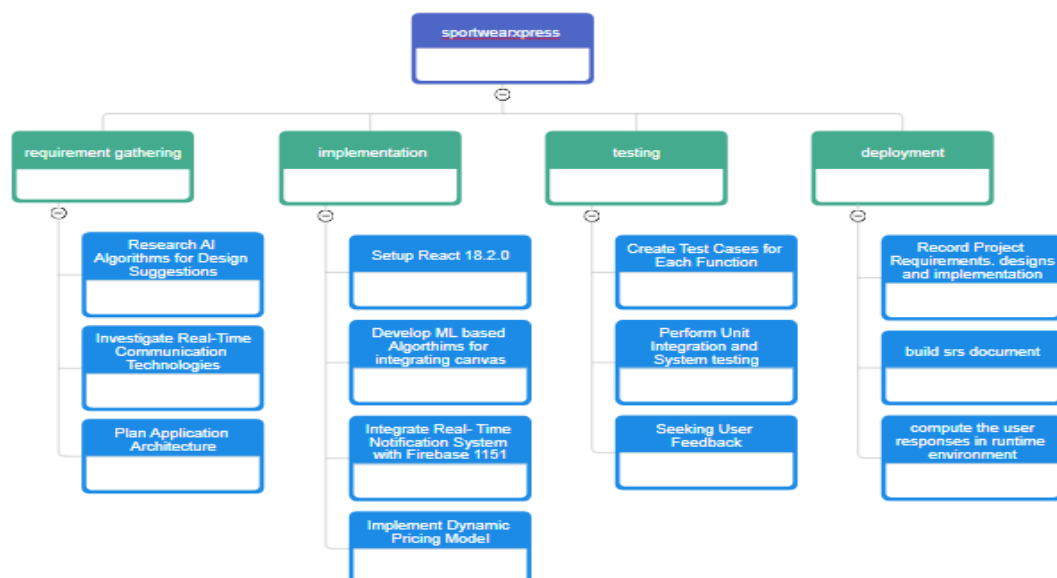 sportwearxpress
requirement gathering
implementation
testing
deployment
Research AI
Algorithms for Design
Suggestions
Investigate Real-Time
Communication
Technologies
Plan Application
Architecture
Setup React 18.2.0
Develop ML based
Algorthims for
integrating canvas
Integrate Real- Time
Notification System
with Firebase 1151
Implement Dynamic
Pricing Model
Create Test Cases for
Each Function
Perform Unit
Integration and
System testing
Seeking User
Feedback
Record Project
Requirements. designs
and implementation
build srs document
compute the user
responses in runtime
environment